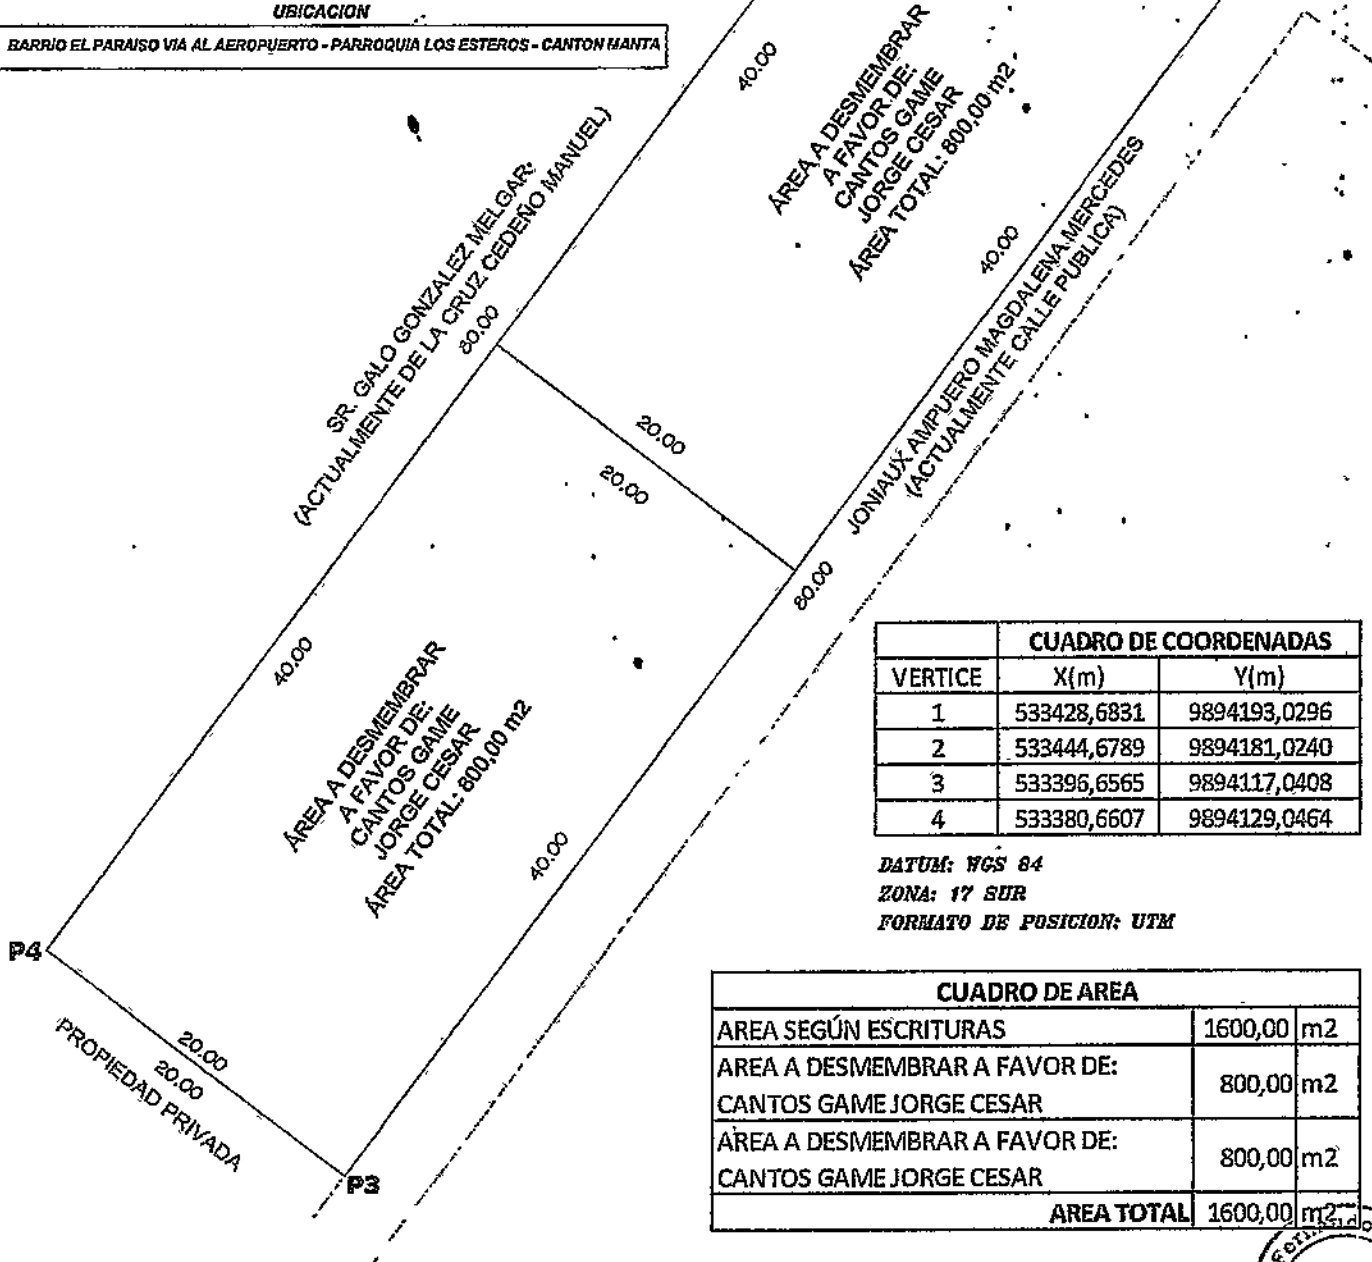 UBICACION
BARRIO EL PARAISO VIA AL AEROPUERTO - PARROQUIA LOS ESTEROS - CANTON MANTA
40.00
ÁREA A DESMEMBRAR
A FAVOR DE:
CANTOS GAME
JORGE CESAR
ÁREA TOTAL: 800,00 m2
40.00
SR. GALO GONZALEZ MELGAR:
(ACTUALMENTE DE LA CRUZ CEDEÑO MANUEL)
80.00
JONIAUX AMPUERO MAGDALENA MERCEDES
(ACTUALMENTE CALLE PUBLICA)
20.00
20.00
80.00
40.00
ÁREA A DESMEMBRAR
A FAVOR DE:
CANTOS GAME
JORGE CESAR
ÁREA TOTAL: 800,00 m2
40.00
P4
20.00
20.00
PROPIEDAD PRIVADA
P3
CUADRO DE COORDENADAS
VERTICE X(m) Y(m)
1 533428,6831 9894193,0296
2 533444,6789 9894181,0240
3 533396,6565 9894117,0408
4 533380,6607 9894129,0464
DATUM: WGS 84
ZONA: 17 SUR
FORMATO DE POSICION: UTM
CUADRO DE AREA
AREA SEGÚN ESCRITURAS 1600,00 m2
AREA A DESMEMBRAR A FAVOR DE:
CANTOS GAME JORGE CESAR 800,00 m2
AREA A DESMEMBRAR A FAVOR DE:
CANTOS GAME JORGE CESAR 800,00 m2
AREA TOTAL 1600,00 m2